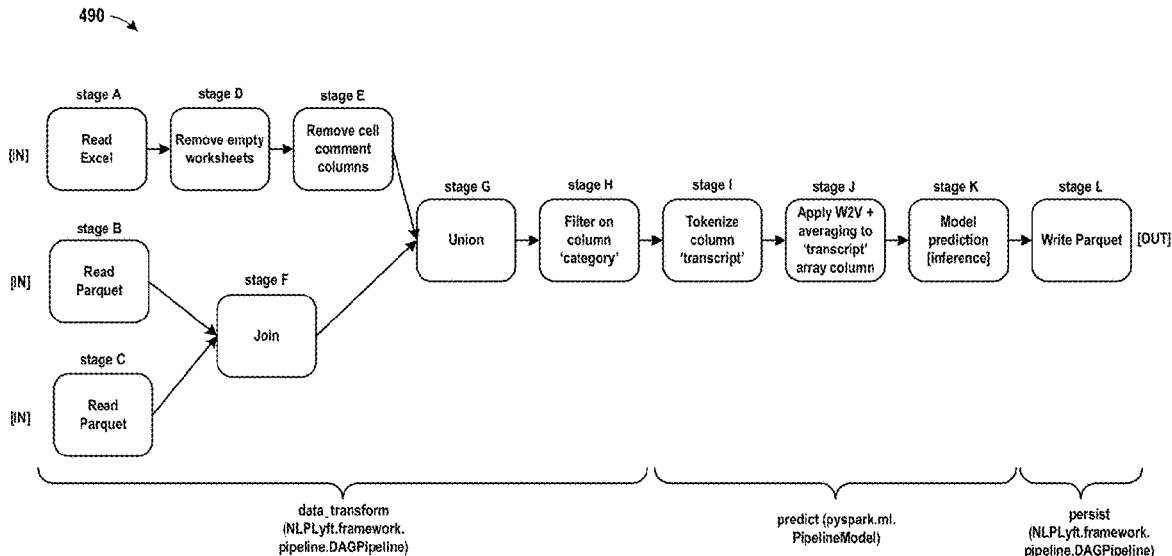 490
stage A
Read
Excel
stage D
Remove empty
worksheets
stage E
Remove cell
comment
columns
[IN]
stage B
Read
Parquet
[IN]
stage C
Read
Parquet
[IN]
stage F
Join
stage G
Union
stage H
Filter on
column
'category'
stage I
Tokenize
column
'transcript'
stage J
Apply W2V +
averaging to
'transcript'
array column
stage K
Model
prediction
[inference]
stage L
Write Parquet
[OUT]
data_transform
(NLPLyft.framework.
pipeline.DAGPipeline)
predict (pyspark.ml.
PipelineModel)
persist
(NLPLyft.framework.
pipeline.DAGPipeline)